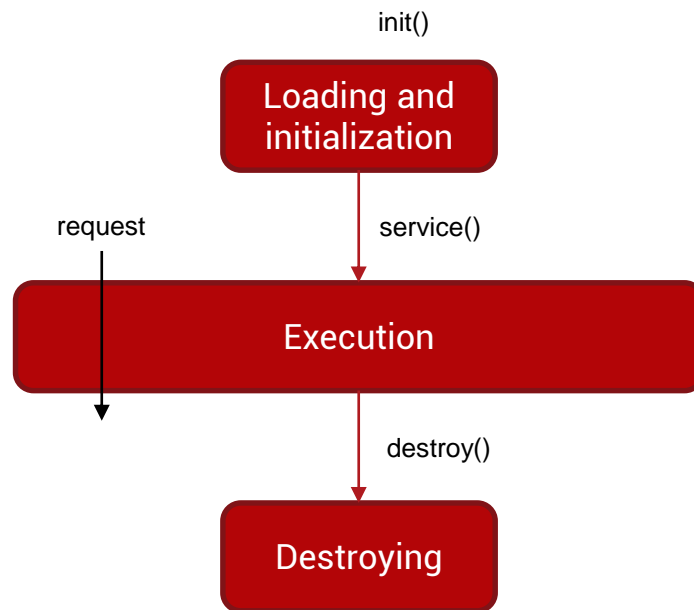 init()
Loading and
initialization
request
service()
Execution
destroy()
Destroying